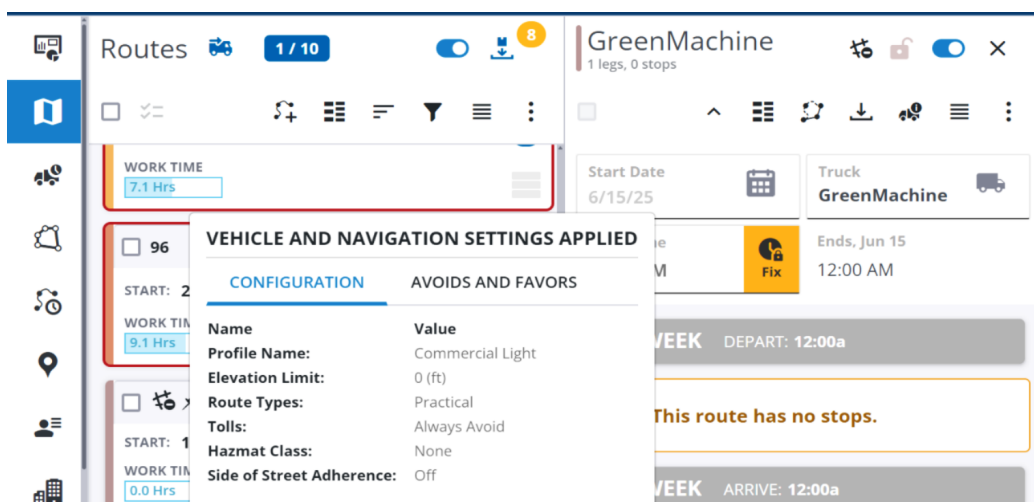 Routes
1 / 10
8
WORK TIME
7.1 Hrs
96
START: 2
WORK TIM
9.1 Hrs
START: 1
WORK TIM
0.0 Hrs
VEHICLE AND NAVIGATION SETTINGS APPLIED
CONFIGURATION AVOIDS AND FAVORS
Name Value
Profile Name: Commercial Light
Elevation Limit: 0 (ft)
Route Types: Practical
Tolls: Always Avoid
Hazmat Class: None
Side of Street Adherence: Off
GreenMachine
1 legs, 0 stops
Start Date
6/15/25
Truck
GreenMachine
Fix
Ends, Jun 15
12:00 AM
DEPART: 12:00a
This route has no stops.
ARRIVE: 12:00a